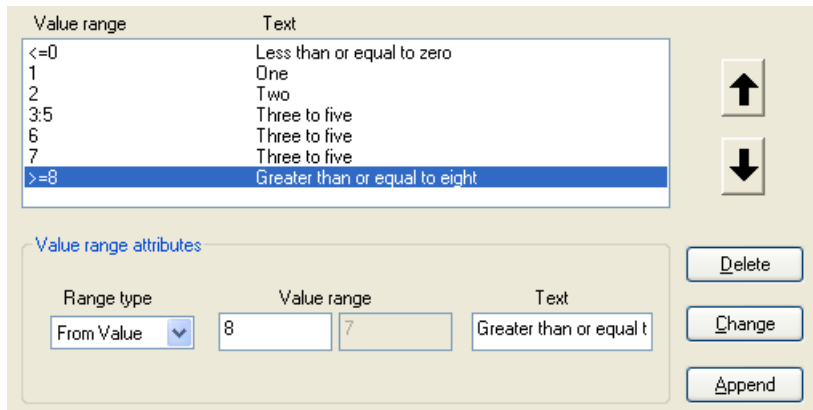 Value range Text
<=0 Less than or equal to zero
1 One
2 Two
3:5 Three to five
6 Three to five
7 Three to five
>=8 Greater than or equal to eight
Value range attributes
Delete
Range type Value range Text
From Value 8 7 Greater than or equal t
Change
Append